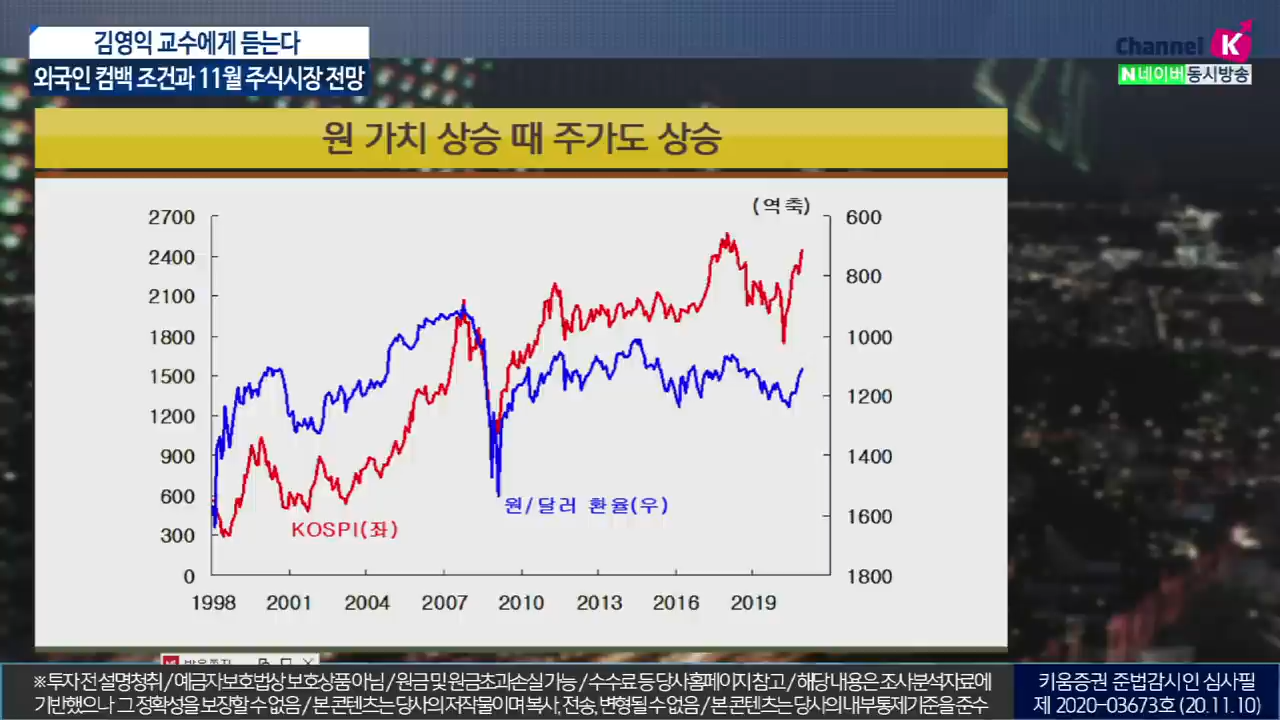 김영익 교수에게 듣는다
외국인 컴백 조건과 11월 주식시장 전망
Channel K
N네이버 동시방송
원 가치 상승 때 주가도 상승
(역축)
2700
2400
2100
1800
1500
1200
900
600
300
0
600
800
1000
1200
1400
1600
1800
원/달러 환율(우)
KOSPI(좌)
1998 2001 2004 2007 2010 2013 2016 2019
※투자 전 설명청취 / 예금자보호법상 보호상품 아님 / 원금 및 원금초과손실 가능 / 수수료 등 당사홈페이지 참고 / 해당 내용은 조사분석자료에
기반했으나 그 정확성을 보장할 수 없음 / 본 콘텐츠는 당사의 저작물이며 복사, 전송, 변형될 수 없음 / 본 콘텐츠는 당사의 내부통제기준을 준수
키움증권 준법감시인 심사필
제 2020-03673호 (20.11.10)